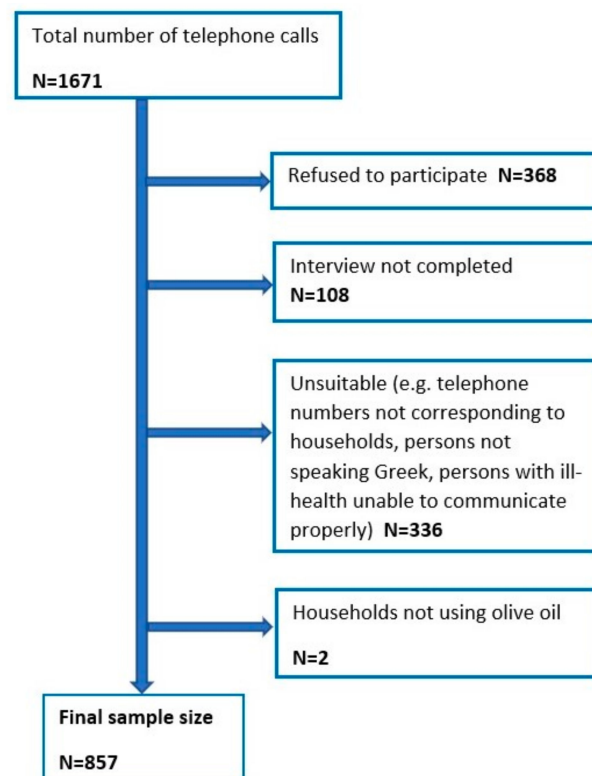 Total number of telephone calls
N=1671
Refused to participate N=368
Interview not completed
N=108
Unsuitable (e.g. telephone
numbers not corresponding to
households, persons not
speaking Greek, persons with ill-
health unable to communicate
properly) N=336
Households not using olive oil
N=2
Final sample size
N=857